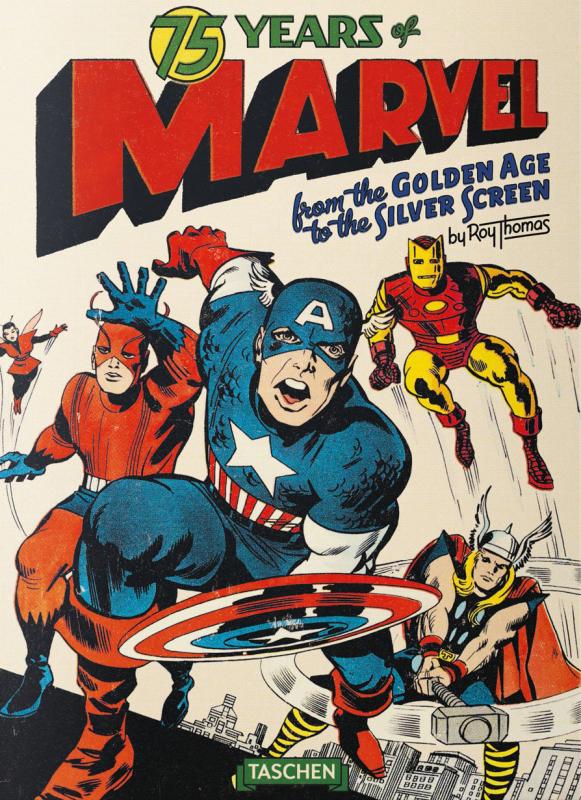 75 YEARS of
MARVEL
from the GOLDEN AGE
to the SILVER SCREEN
by Roy Thomas
A
TASCHEN